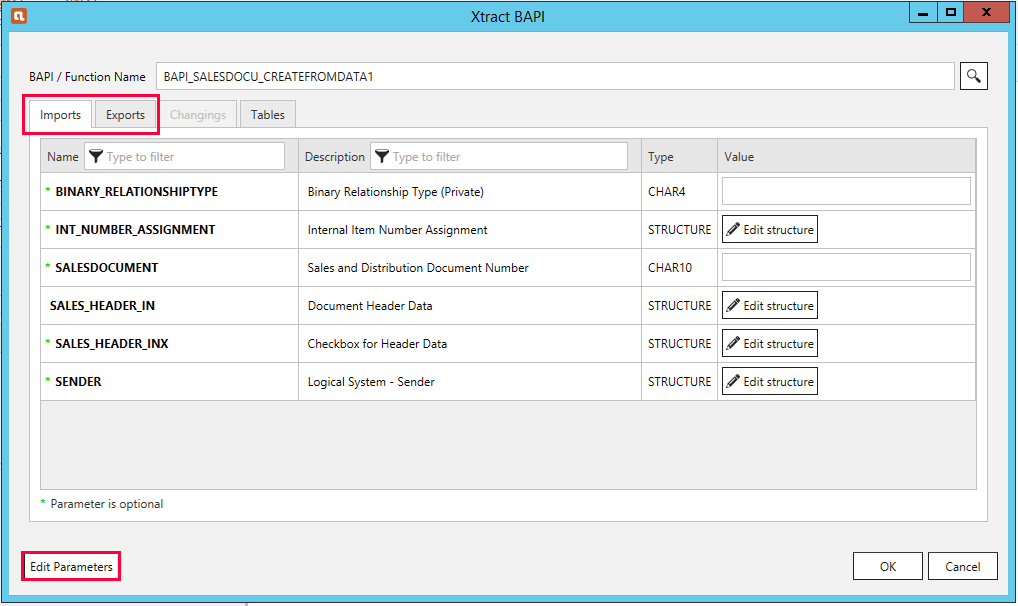 Xtract BAPI
BAPI / Function Name BAPI_SALESDOCU_CREATEFROMDATA1
Imports Exports Changings Tables
Name Type to filter Description Type to filter Type Value
* BINARY_RELATIONSHIPTYPE Binary Relationship Type (Private) CHAR4
* INT_NUMBER_ASSIGNMENT Internal Item Number Assignment STRUCTURE Edit structure
* SALESDOCUMENT Sales and Distribution Document Number CHAR10
SALES_HEADER_IN Document Header Data STRUCTURE Edit structure
* SALES_HEADER_INX Checkbox for Header Data STRUCTURE Edit structure
* SENDER Logical System - Sender STRUCTURE Edit structure
* Parameter is optional
Edit Parameters OK Cancel